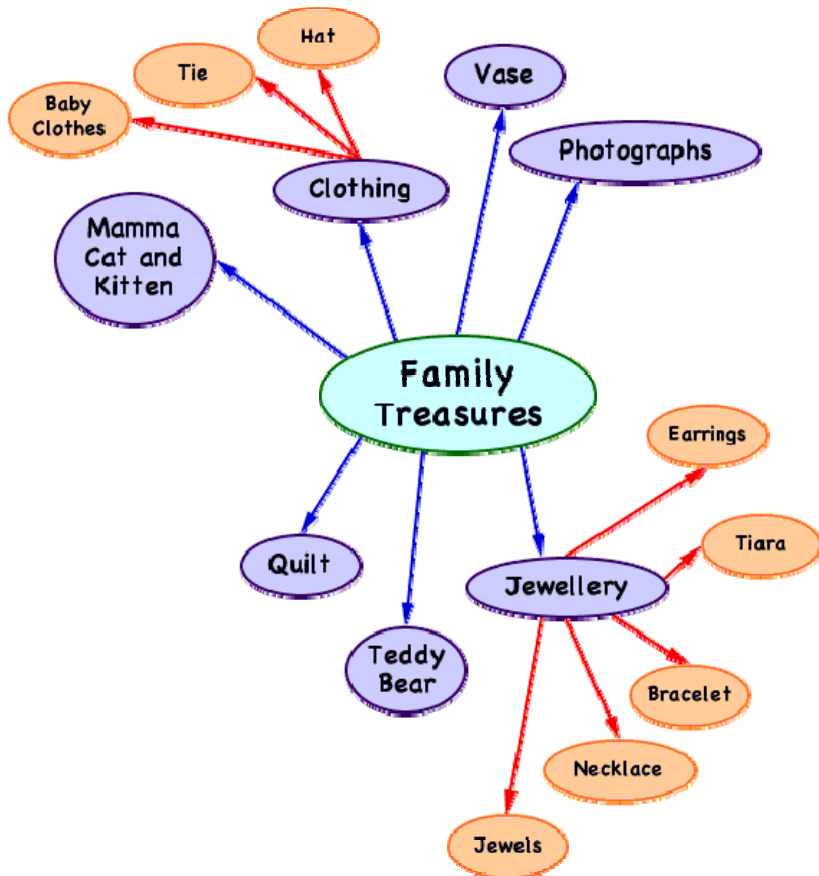 Hat
Tie
Baby
Clothes
Vase
Photographs
Clothing
Mamma
Cat and
Kitten
Family
Treasures
Earrings
Tiara
Quilt
Jewellery
Teddy
Bear
Bracelet
Necklace
Jewels